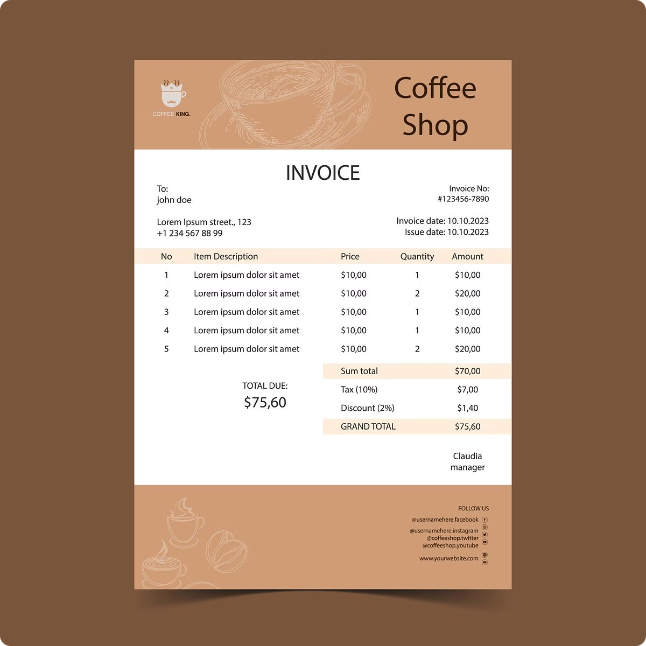 COFFEE KING.
Coffee
Shop
INVOICE
To:
john doe
Invoice No:
#123456-7890
Lorem Ipsum street., 123
+1 234 567 88 99
Invoice date: 10.10.2023
Issue date: 10.10.2023
No Item Description Price Quantity Amount
1 Lorem ipsum dolor sit amet $10,00 1 $10,00
2 Lorem ipsum dolor sit amet $10,00 2 $20,00
3 Lorem ipsum dolor sit amet $10,00 1 $10,00
4 Lorem ipsum dolor sit amet $10,00 1 $10,00
5 Lorem ipsum dolor sit amet $10,00 2 $20,00
Sum total $70,00
Tax (10%) $7,00
Discount (2%) $1,40
GRAND TOTAL $75,60
TOTAL DUE:
$75,60
Claudia
manager
FOLLOW US
@usernamehere.facebook
@usernamehere.instagram
@coffeeshop.twitter
@coffeeshop.youtube
www.yourwebsite.com